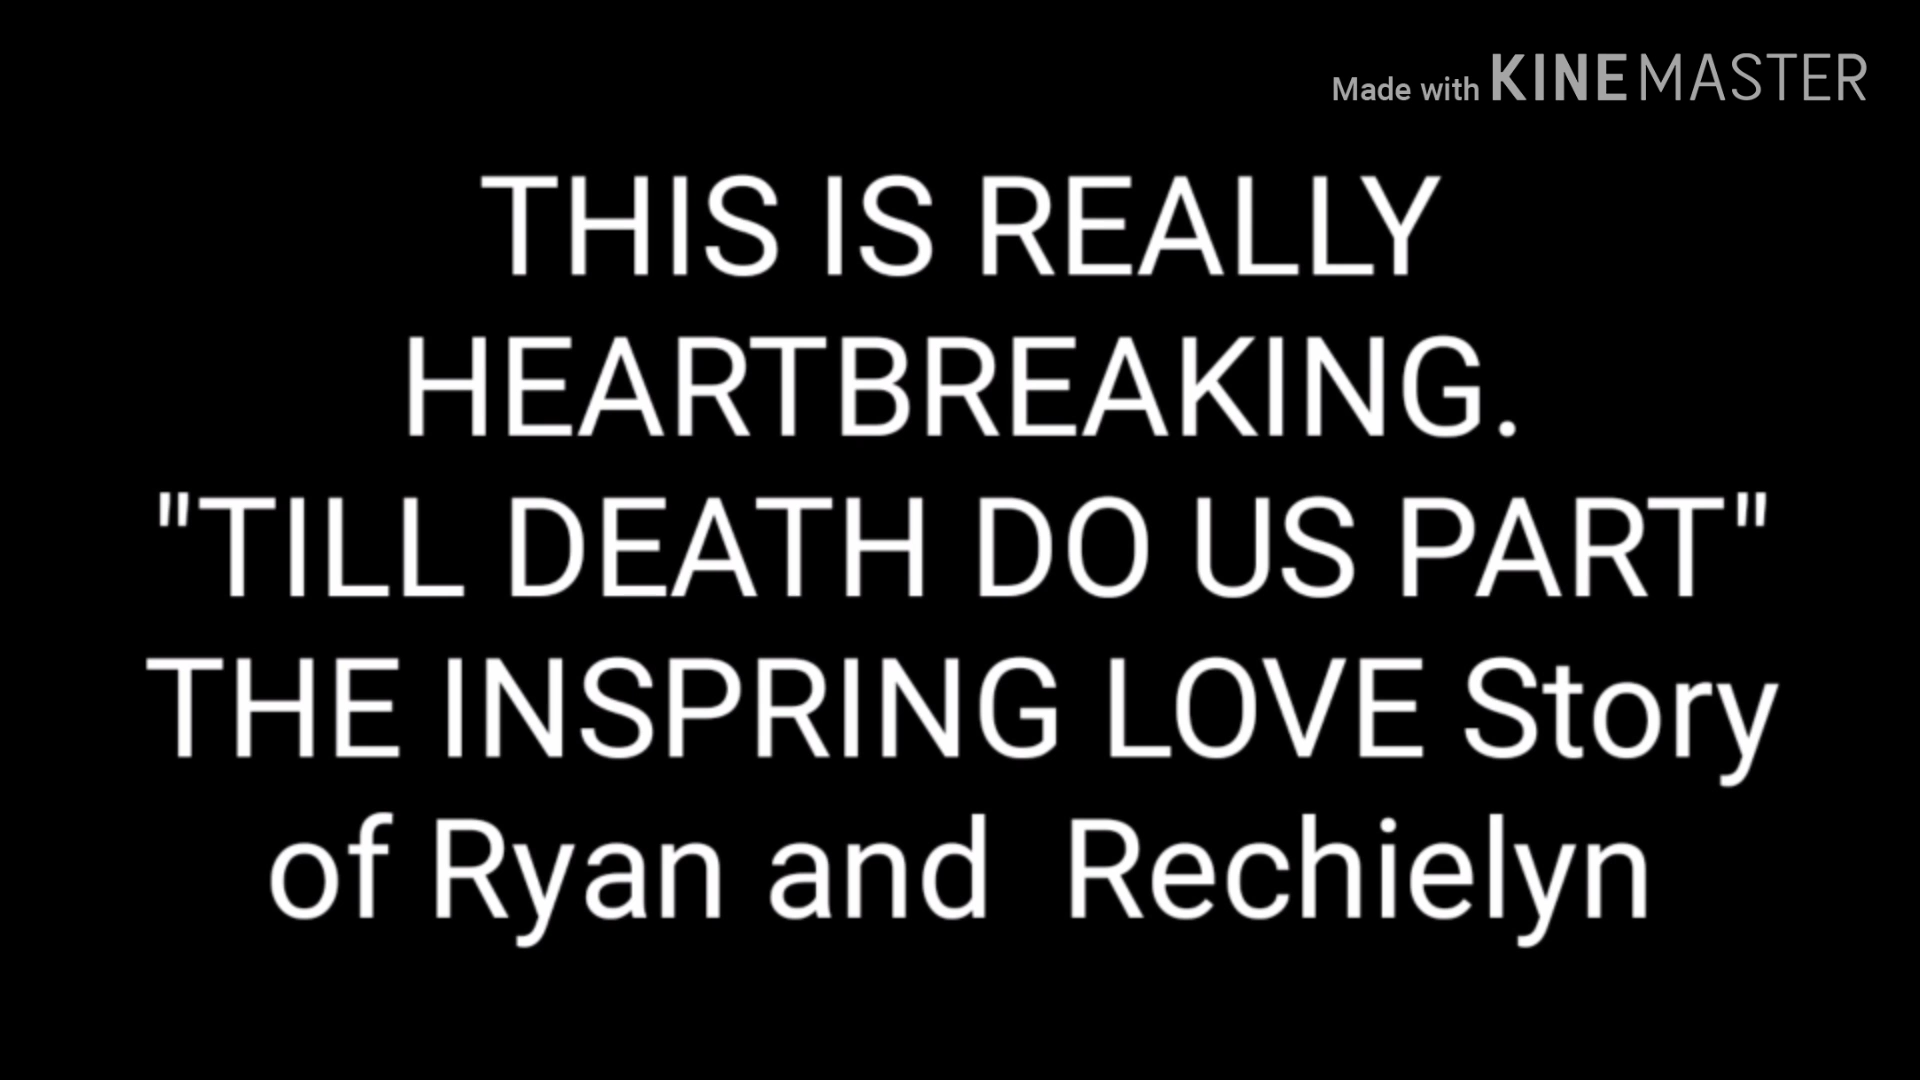 Made with KINEMASTER
THIS IS REALLY
HEARTBREAKING.
"TILL DEATH DO US PART"
THE INSPRING LOVE Story
of Ryan and  Rechielyn